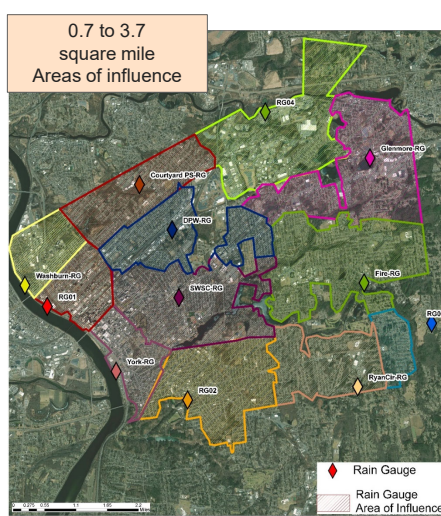 0.7 to 3.7
square mile
Areas of influence
RG04
Glenmore-RG
Courtyard PS-RG
DPW-RG
Washburn-RG
Fire-RG
SWSC-RG
RG01
York-RG
RyanCir-RG
RG02
Rain Gauge
Rain Gauge
Area of Influence
0 0.275 0.55 1.1 1.65 2.2
Miles